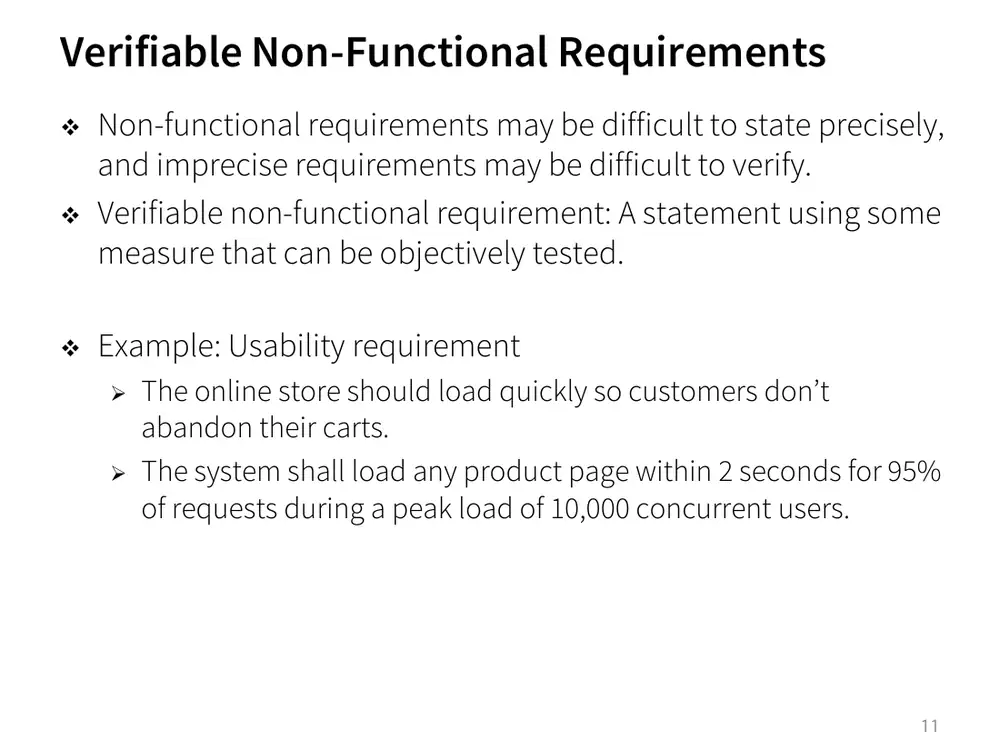 Verifiable Non-Functional Requirements
❖ Non-functional requirements may be difficult to state precisely,
and imprecise requirements may be difficult to verify.
❖ Verifiable non-functional requirement: A statement using some
measure that can be objectively tested.
❖ Example: Usability requirement
➢ The online store should load quickly so customers don’t
abandon their carts.
➢ The system shall load any product page within 2 seconds for 95%
of requests during a peak load of 10,000 concurrent users.
11